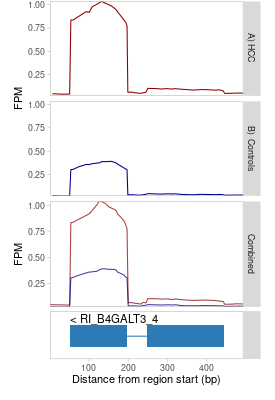 1.00
0.75
0.50
0.25
FPM
A) HCC
1.00
0.75
0.50
0.25
B) Controls
1.00
0.75
0.50
0.25
FPM
Combined
< RI_B4GALT3_4
100 200 300 400
Distance from region start (bp)